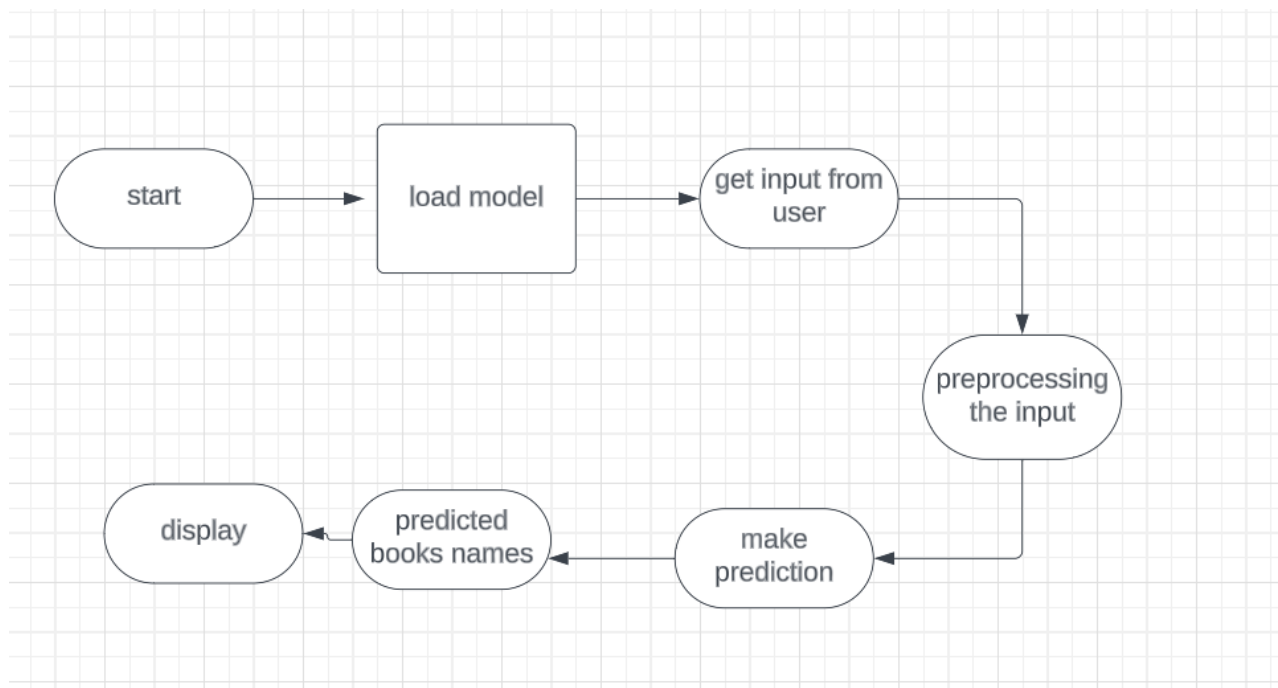 start
load model
get input from
user
preprocessing
the input
make
prediction
predicted
books names
display